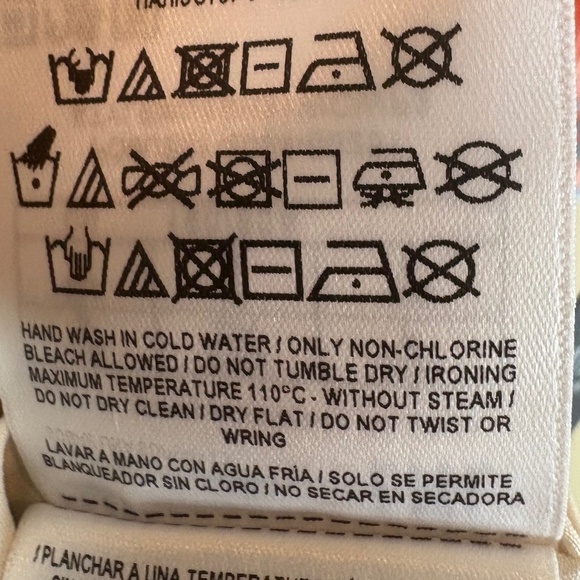 HAND WASH IN COLD WATER / ONLY NON-CHLORINE
BLEACH ALLOWED / DO NOT TUMBLE DRY / IRONING
MAXIMUM TEMPERATURE 110°C - WITHOUT STEAM /
DO NOT DRY CLEAN / DRY FLAT / DO NOT TWIST OR
WRING
LAVAR A MANO CON AGUA FRÍA / SOLO SE PERMITE
BLANQUEADOR SIN CLORO / NO SECAR EN SECADORA
/ PLANCHAR A UNA